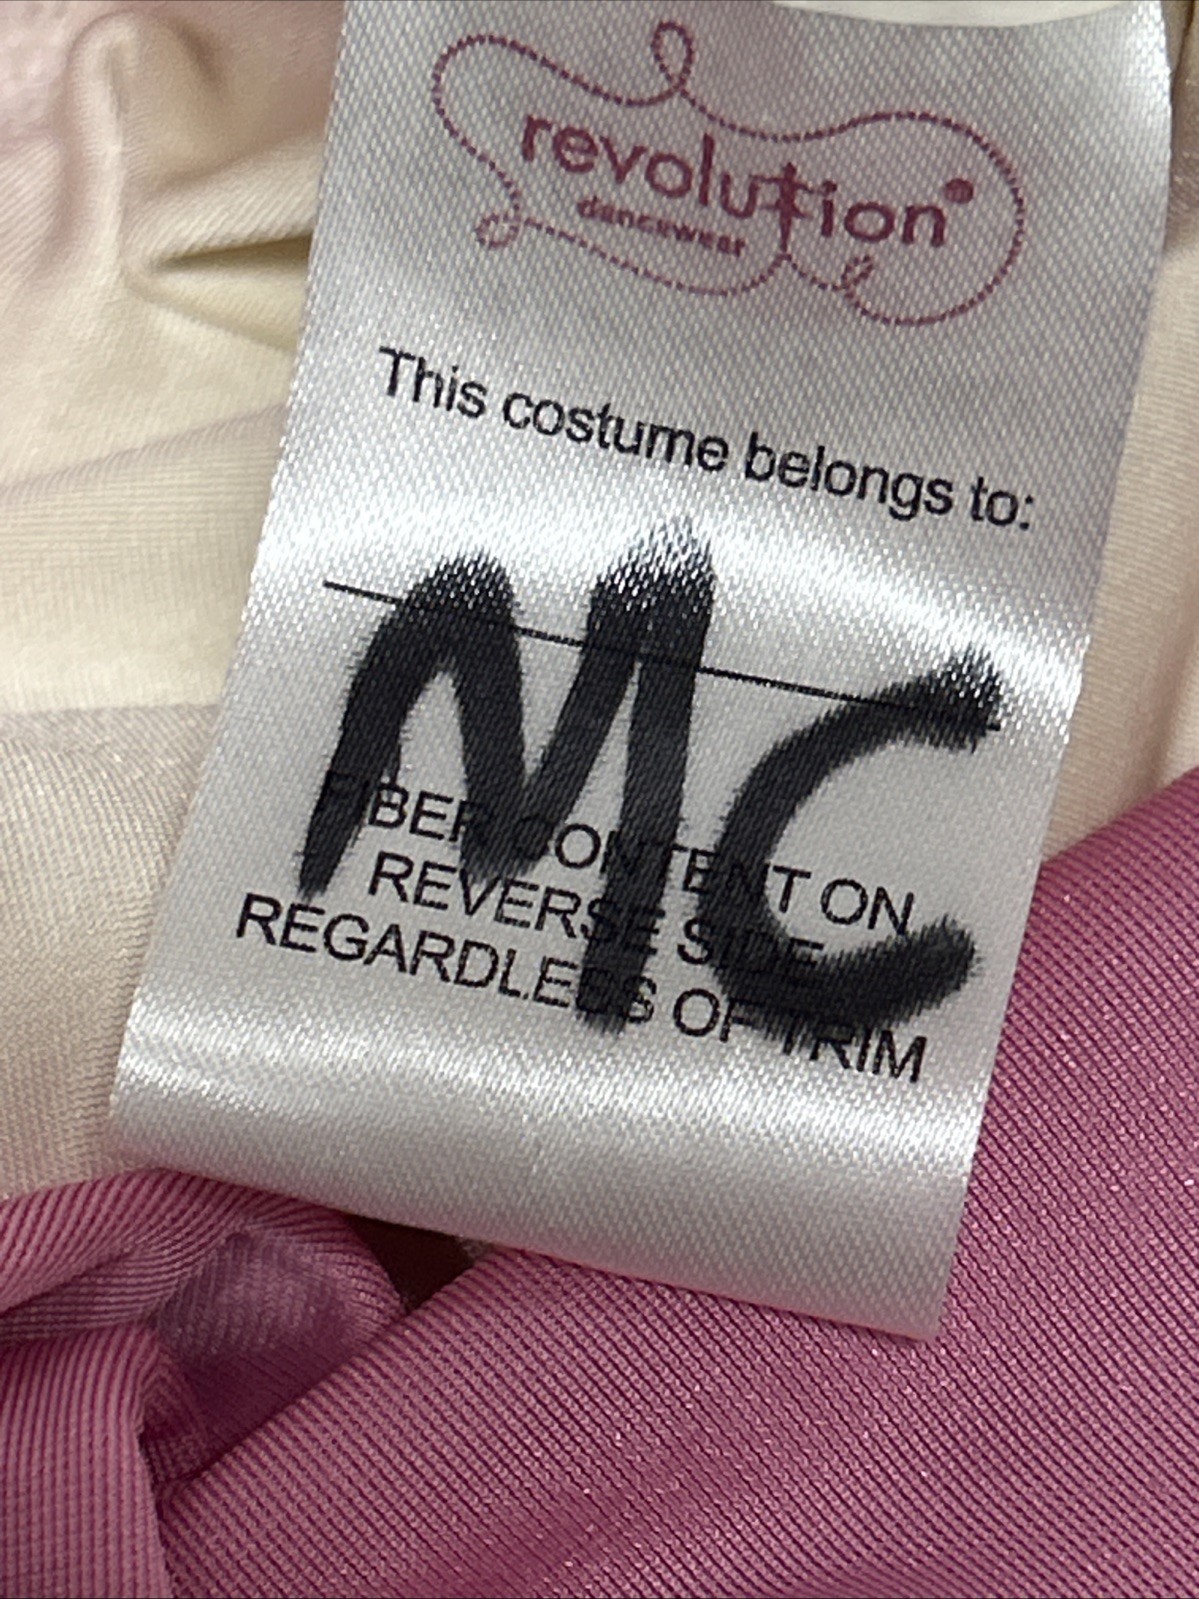 revolution
dancewear
This costume belongs to:
MC
FIBER CONTENT ON
REVERSE SIDE
REGARDLESS OF TRIM